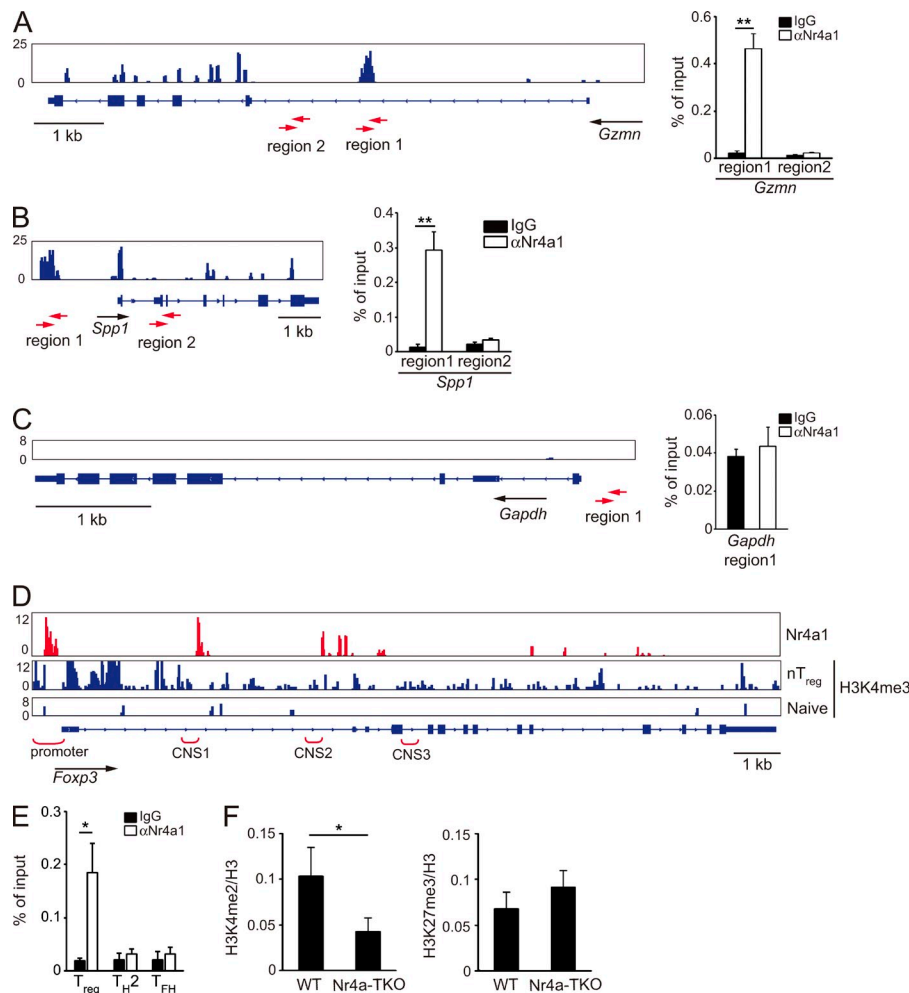 A
25
0
1 kb
region 2
region 1
Gzmn
% of input
0.6
0.4
0.2
0
**
IgG
αNr4a1
region1 region2
Gzmn
B
25
0
region 1
Spp1
region 2
1 kb
% of input
0.4
0.3
0.2
0.1
0
**
IgG
αNr4a1
region1 region2
Spp1
C
8
0
1 kb
Gapdh
region 1
% of input
0.06
0.04
0.02
0
IgG
αNr4a1
Gapdh
region1
D
12
0
Nr4a1
12
0
nTreg
8
0
Naive
H3K4me3
promoter
CNS1
CNS2
CNS3
Foxp3
1 kb
E
% of input
0.3
0.2
0.1
0
*
IgG
αNr4a1
Treg TH2 TFH
F
H3K4me2/H3
0.15
0.1
0.05
0
*
WT Nr4a-TKO
H3K27me3/H3
0.15
0.1
0.05
0
WT Nr4a-TKO